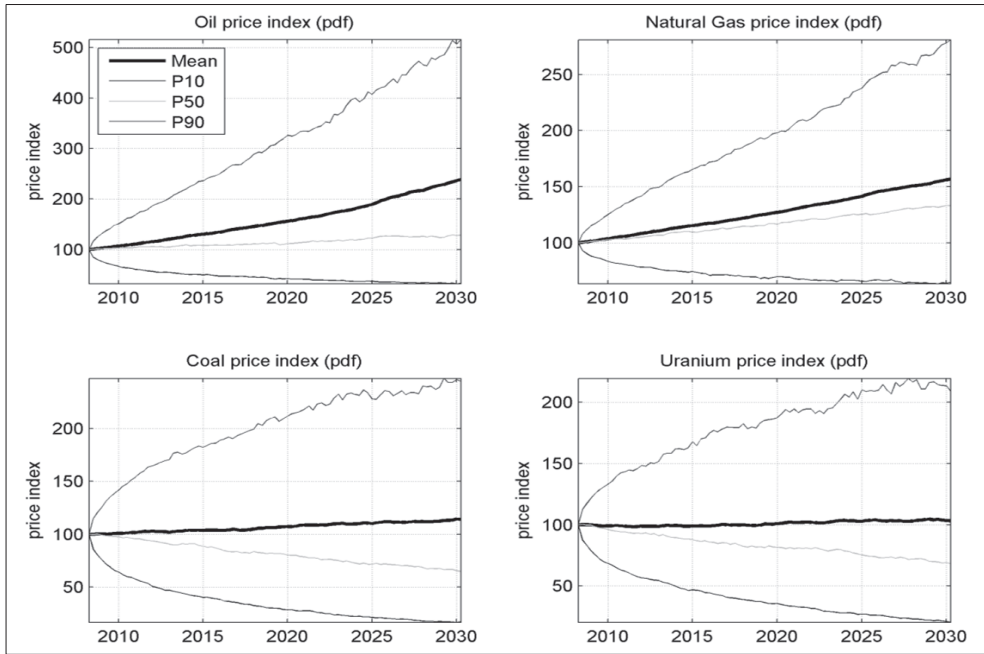 Oil price index (pdf)
500
400
300
200
100
price index
Mean
P10
P50
P90
2010 2015 2020 2025 2030
Natural Gas price index (pdf)
250
200
150
100
price index
2010 2015 2020 2025 2030
Coal price index (pdf)
200
150
100
50
price index
2010 2015 2020 2025 2030
Uranium price index (pdf)
200
150
100
50
price index
2010 2015 2020 2025 2030